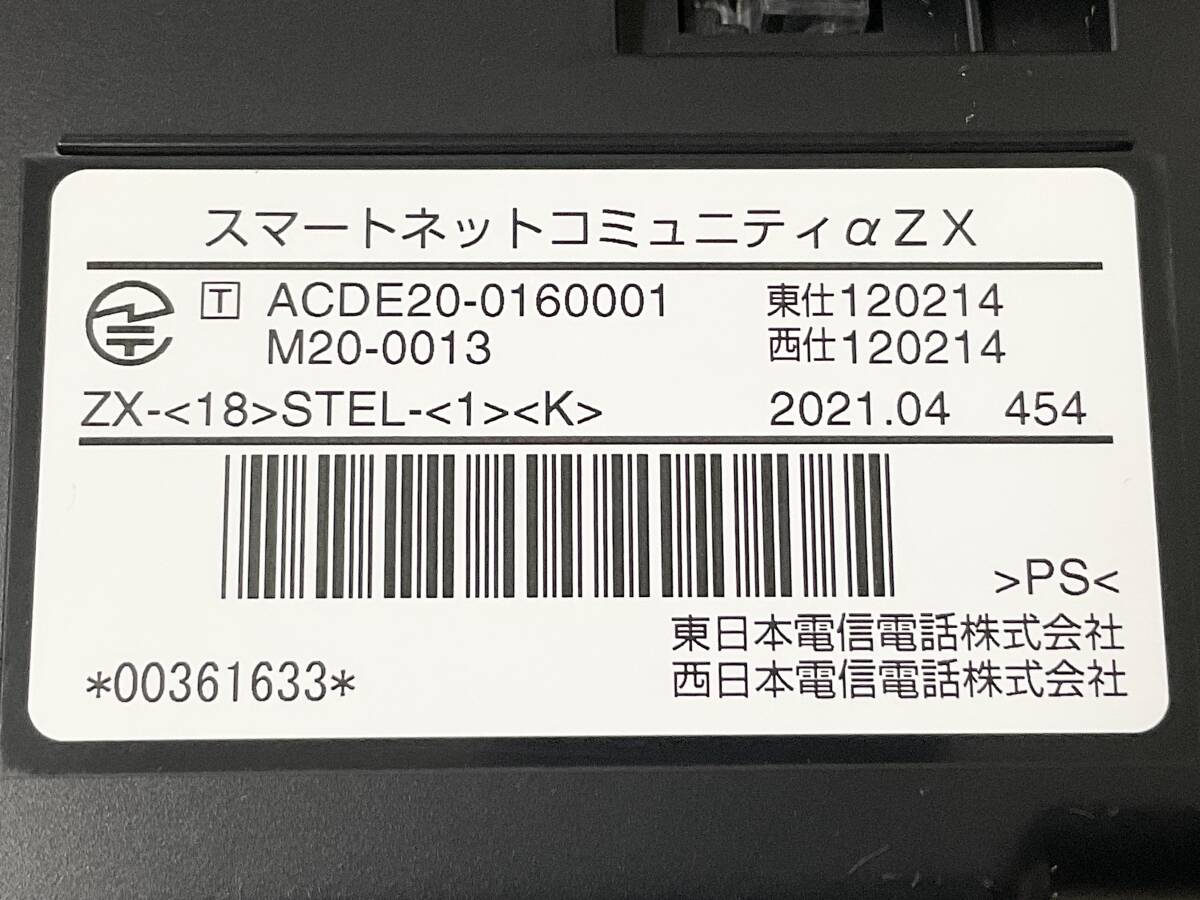 スマートネットコミュニティαZX
T ACDE20-0160001 東仕120214
M20-0013 西仕120214
ZX-<18>STEL-<1><K> 2021.04 454
>PS<
東日本電信電話株式会社
*00361633* 西日本電信電話株式会社